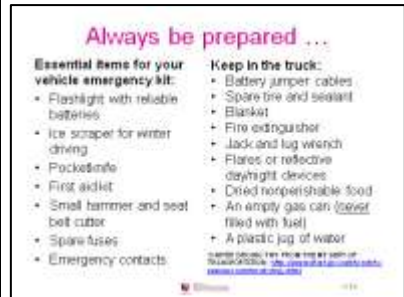 Always be prepared ...
Essential items for your
vehicle emergency kit:
• Flashlight with reliable
batteries
• Ice scraper for winter
driving
• Pocketknife
• First aid kit
• Small hammer and seat
belt cutter
• Spare fuses
• Emergency contacts
Keep in the truck:
• Battery jumper cables
• Spare tire and sealant
• Blanket
• Fire extinguisher
• Jack and lug wrench
• Flares or reflective
day/night devices
• Dried nonperishable food
• An empty gas can (never
filled with fuel)
• A plastic jug of water